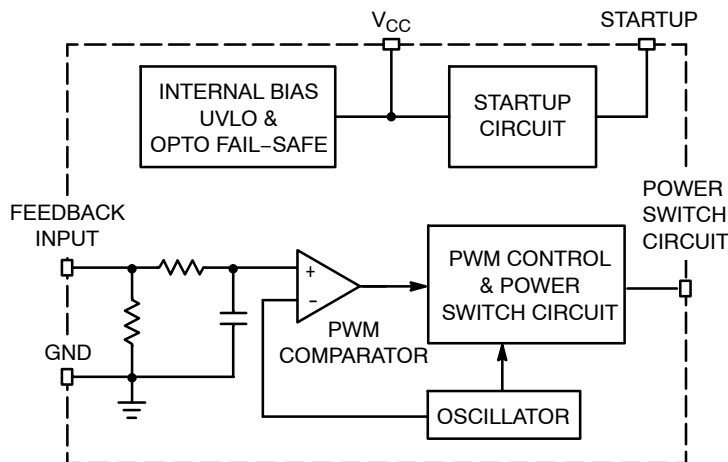 V_CC
STARTUP
INTERNAL BIAS
UVLO &
OPTO FAIL–SAFE
STARTUP
CIRCUIT
FEEDBACK
INPUT
POWER
SWITCH
CIRCUIT
+
–
PWM CONTROL
& POWER
SWITCH CIRCUIT
PWM
COMPARATOR
GND
OSCILLATOR